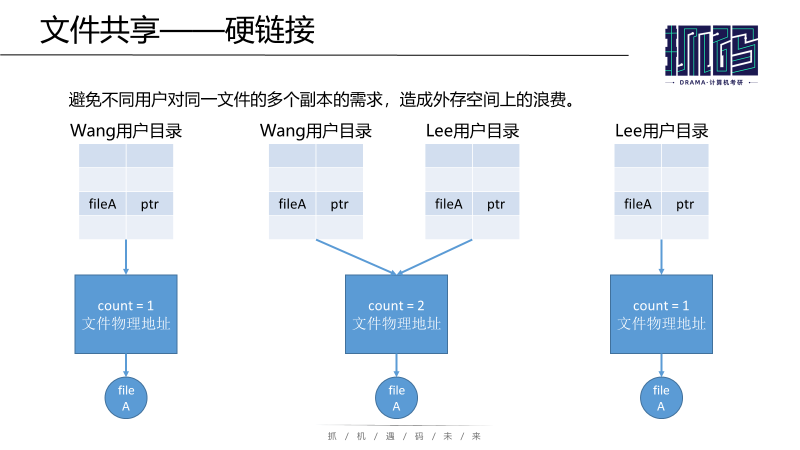 文件共享——硬链接
抓码
DRAMA·计算机考研
避免不同用户对同一文件的多个副本的需求，造成外存空间上的浪费。
Wang用户目录
Wang用户目录
Lee用户目录
Lee用户目录
fileA ptr
fileA ptr
fileA ptr
fileA ptr
count = 1
文件物理地址
count = 2
文件物理地址
count = 1
文件物理地址
file
A
file
A
file
A
抓 / 机 / 遇 / 码 / 未 / 来